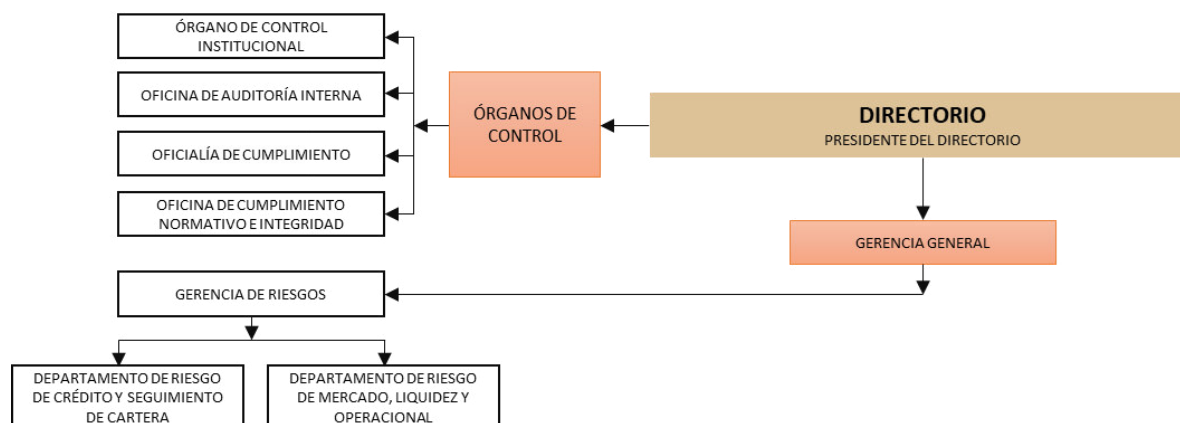 ÓRGANO DE CONTROL
INSTITUCIONAL
OFICINA DE AUDITORÍA INTERNA
OFICIALÍA DE CUMPLIMIENTO
OFICINA DE CUMPLIMIENTO
NORMATIVO E INTEGRIDAD
ÓRGANOS DE
CONTROL
DIRECTORIO
PRESIDENTE DEL DIRECTORIO
GERENCIA GENERAL
GERENCIA DE RIESGOS
DEPARTAMENTO DE RIESGO
DE CRÉDITO Y SEGUIMIENTO
DE CARTERA
DEPARTAMENTO DE RIESGO
DE MERCADO, LIQUIDEZ Y
OPERACIONAL